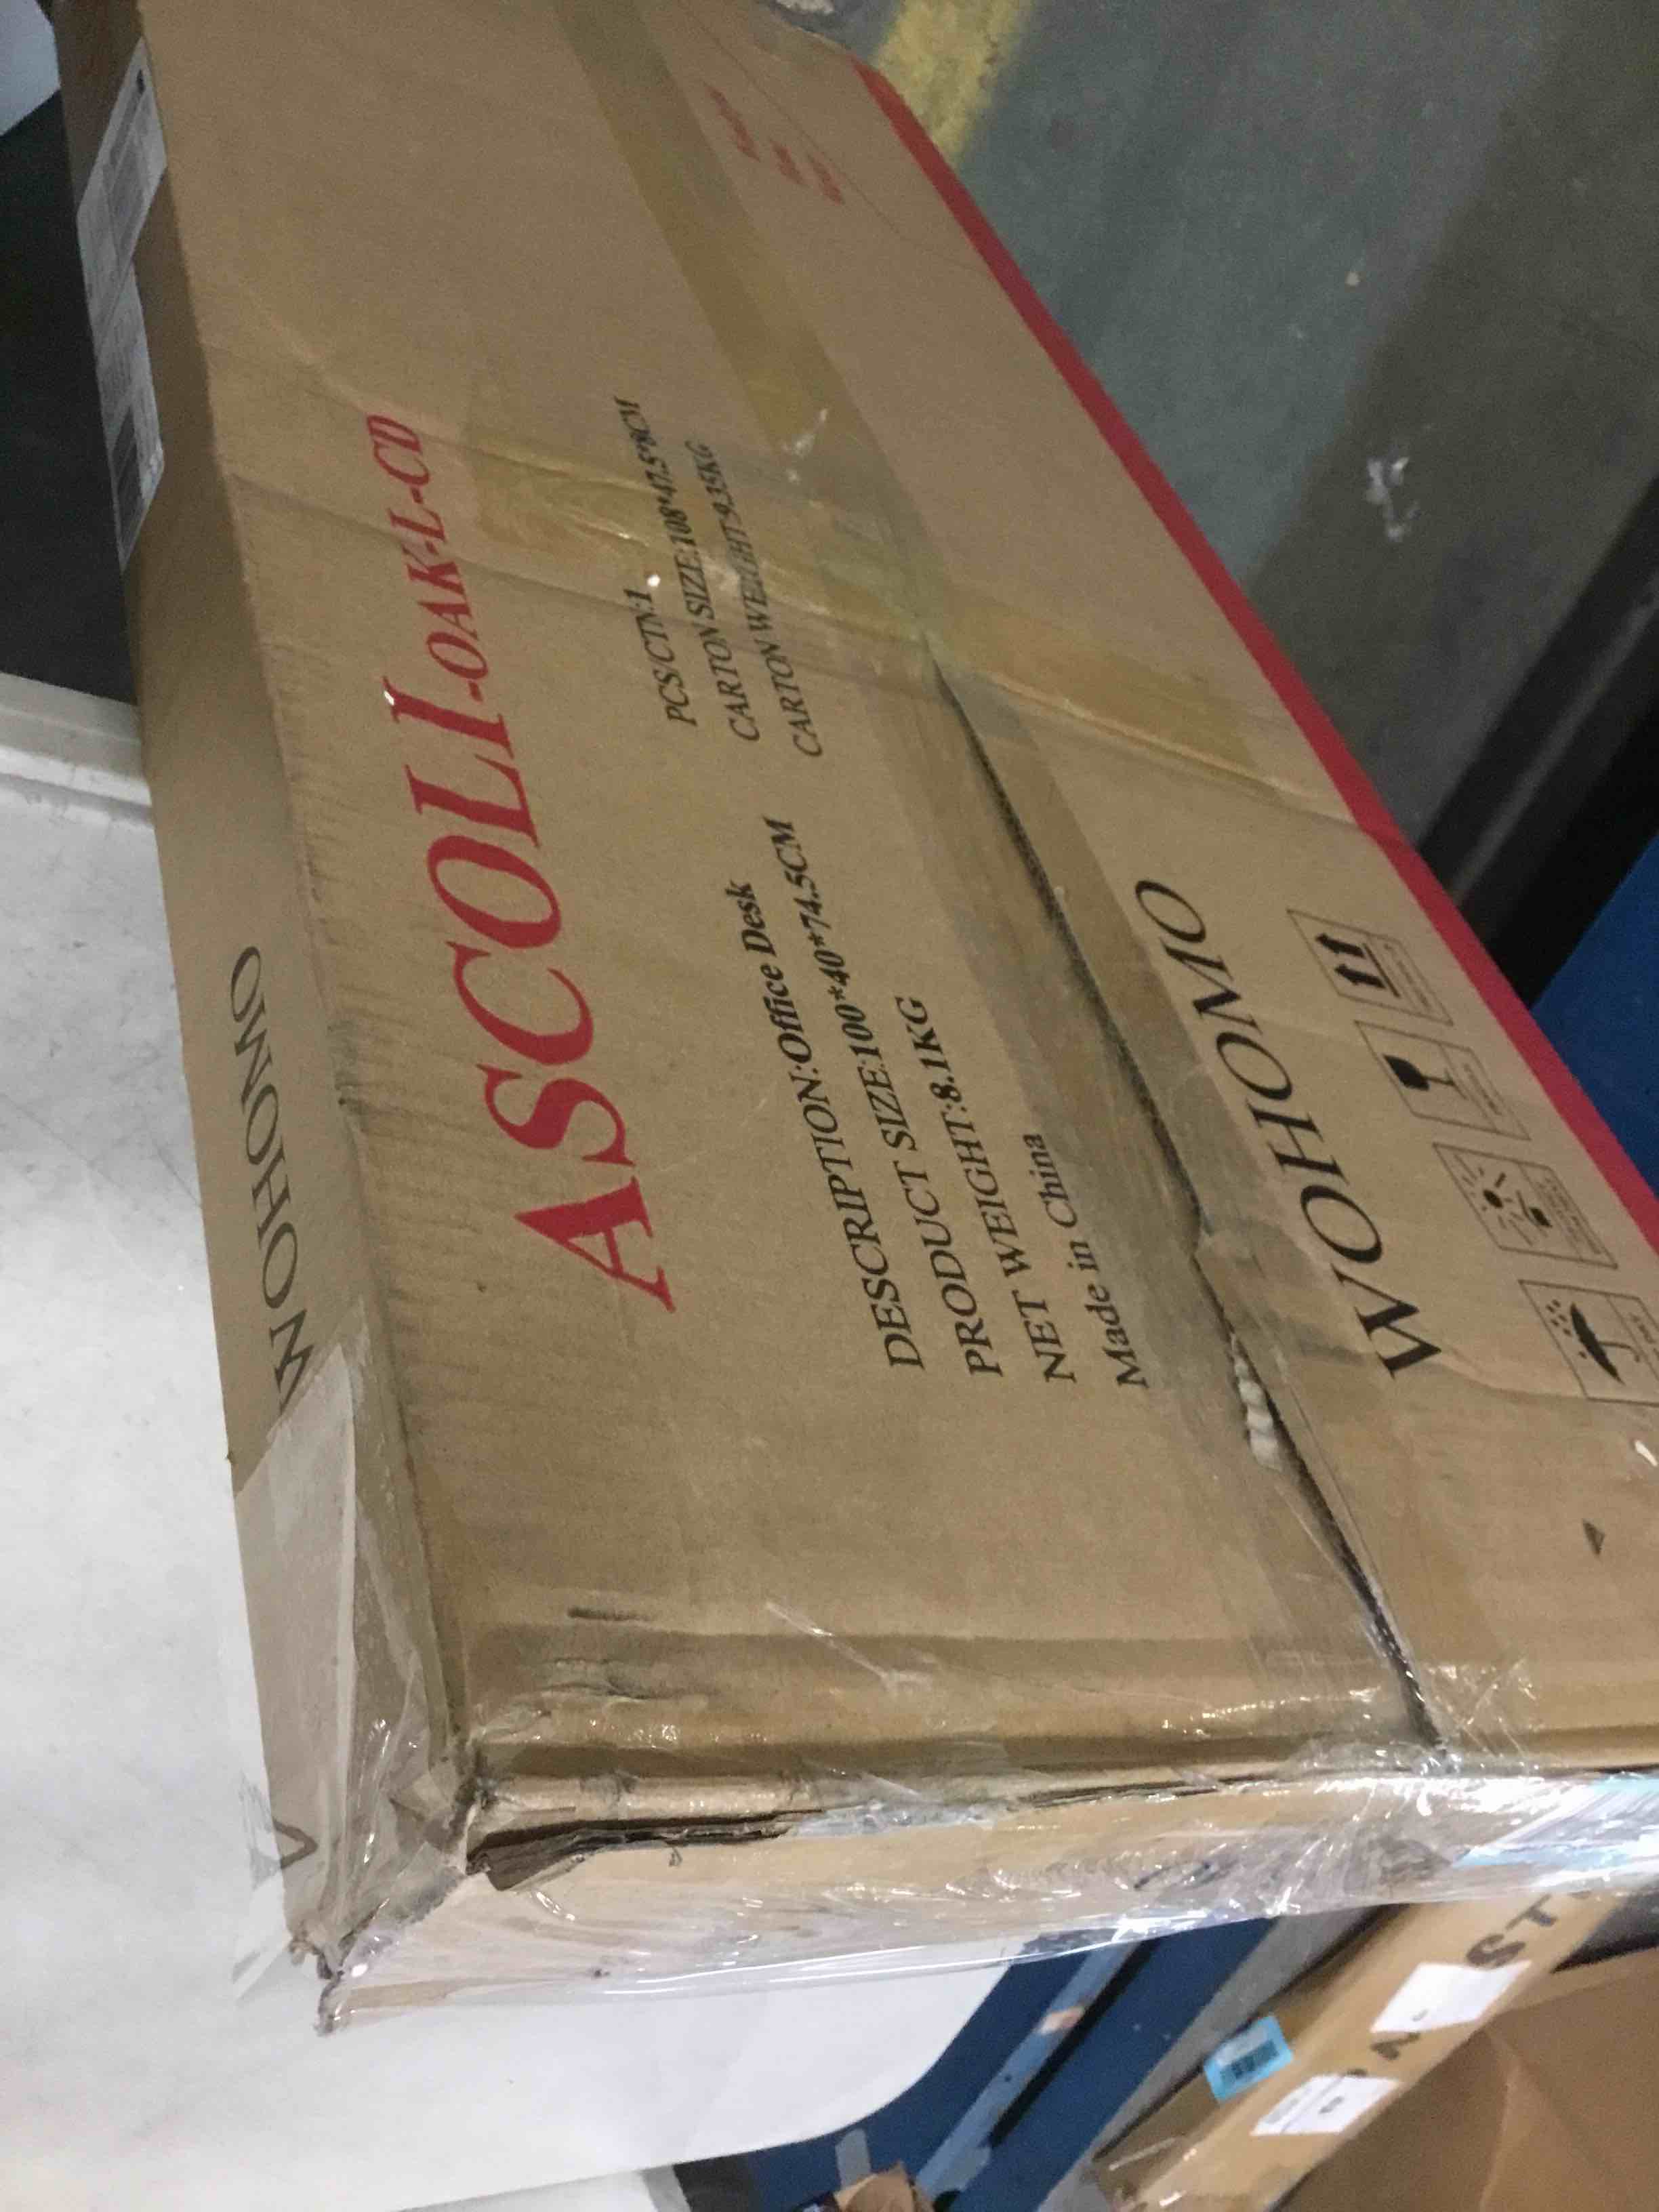 WOHOMO
ASCOLI-OAK-L-CD
DESCRIPTION:Office Desk
PRODUCT SIZE:100*40*74.5CM
NET WEIGHT:8.1KG
Made in China
PCS/CTN:1
CARTON SIZE:108*47.5*8CM
CARTON WEIGHT:9.35KG
WOHOMO